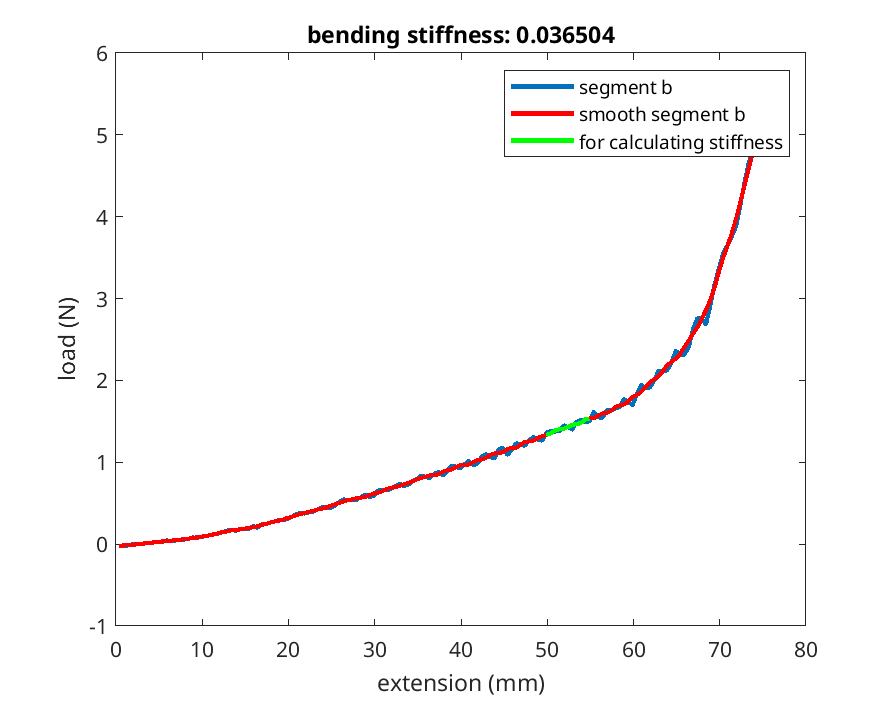 bending stiffness: 0.036504
6
5
4
3
2
1
0
-1
load (N)
segment b
smooth segment b
for calculating stiffness
0 10 20 30 40 50 60 70 80
extension (mm)